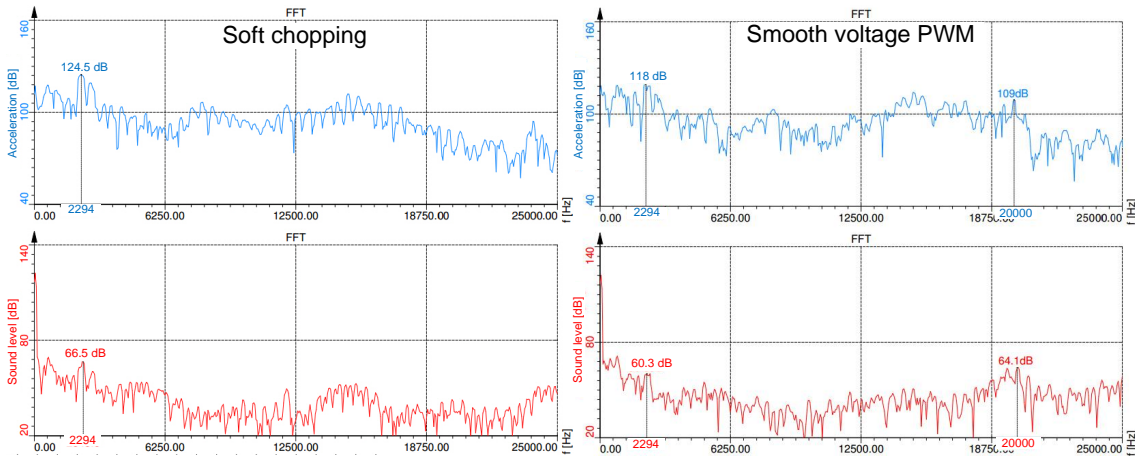 FFT
Soft chopping
160
100
40
Acceleration [dB]
124.5 dB
0.00
2294
6250.00
12500.00
18750.00
25000.00
f [Hz]
FFT
140
80
20
Sound level [dB]
66.5 dB
0.00
2294
6250.00
12500.00
18750.00
25000.00
f [Hz]
FFT
Smooth voltage PWM
160
100
40
Acceleration [dB]
118 dB
109dB
0.00
2294
6250.00
12500.00
18750.00
20000
25000.00
f [Hz]
FFT
140
80
20
Sound level [dB]
60.3 dB
64.1dB
0.00
2294
6250.00
12500.00
18750.00
20000
25000.00
f [Hz]